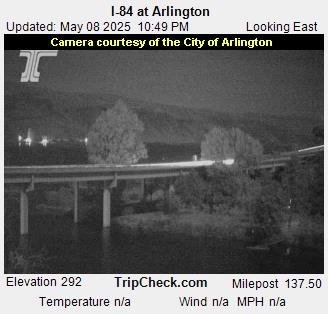 I-84 at Arlington
Updated: May 08 2025 10:49 PM Looking East
Camera courtesy of the City of Arlington
Elevation 292 TripCheck.com Milepost 137.50
Temperature n/a Wind n/a MPH n/a